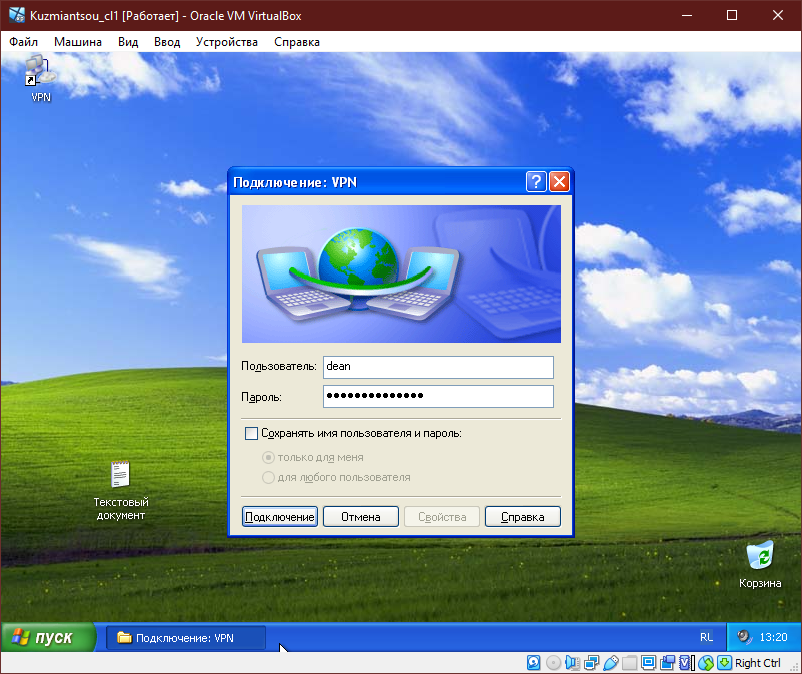 Kuzmiantsou_cl1 [Работает] - Oracle VM VirtualBox
Файл Машина Вид Ввод Устройства Справка
VPN
Подключение: VPN
Пользователь: dean
Пароль: ••••••••••••••
Сохранять имя пользователя и пароль:
только для меня
для любого пользователя
Подключение Отмена Свойства Справка
Текстовый
документ
Корзина
пуск Подключение: VPN RL 13:20
Right Ctrl